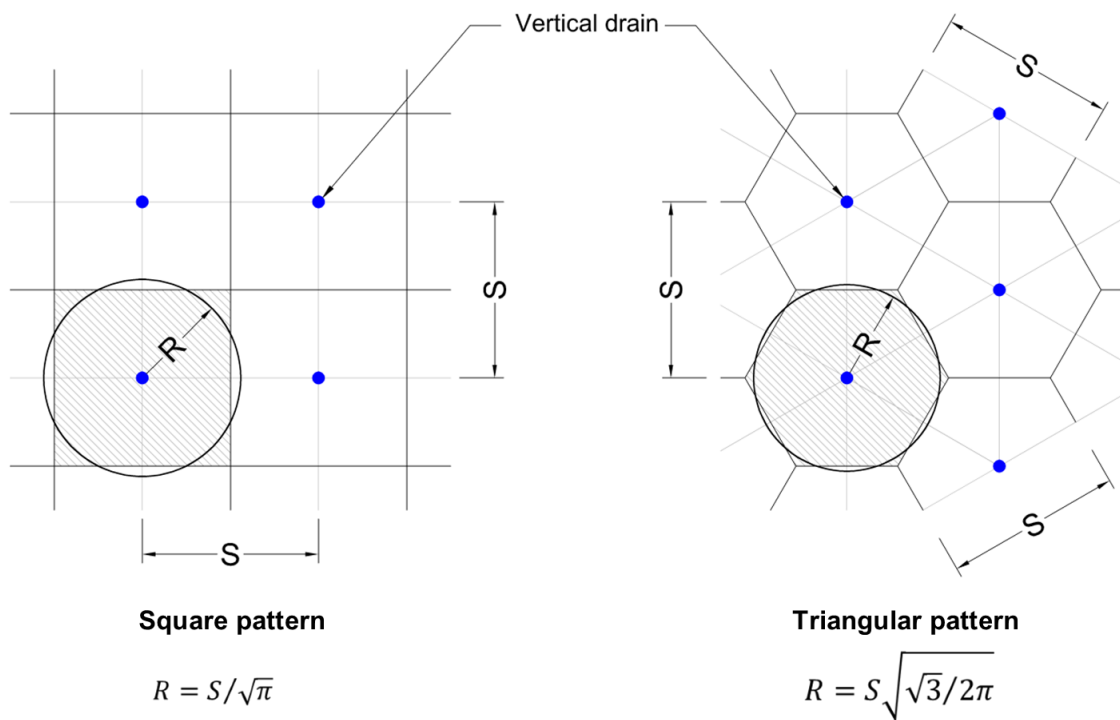 Vertical drain
S
S
S
R
R
S
S
Square pattern
Triangular pattern
R = S/√π
R = S√(√3/2π)